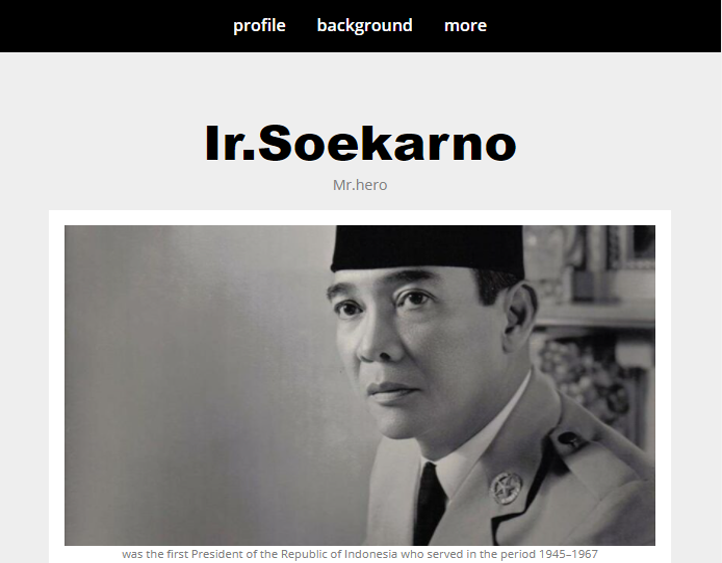 profile background more
Ir.Soekarno
Mr.hero
was the first President of the Republic of Indonesia who served in the period 1945–1967